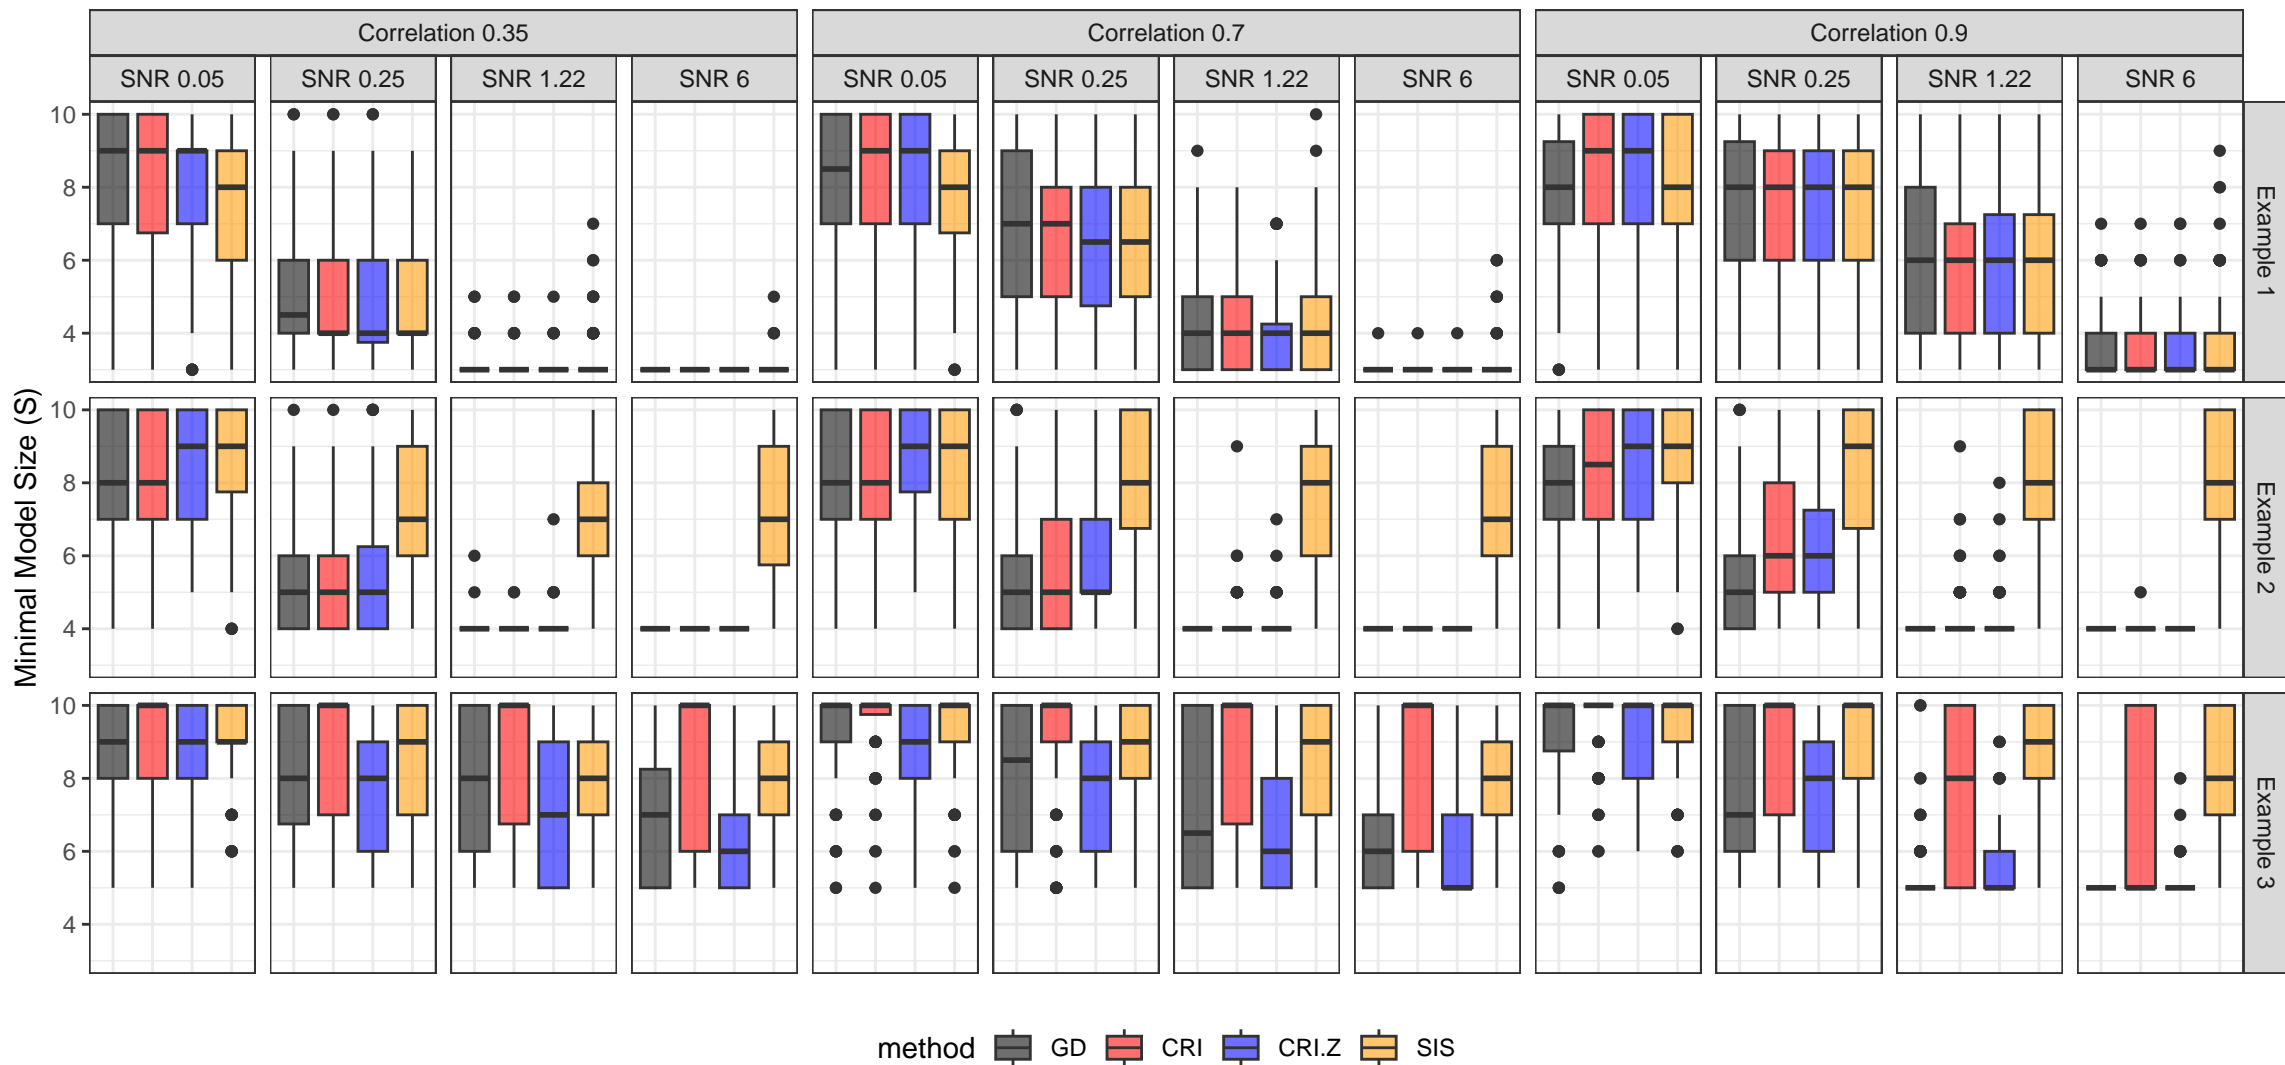 Correlation 0.35 Correlation 0.7 Correlation 0.9
SNR 0.05 SNR 0.25 SNR 1.22 SNR 6 SNR 0.05 SNR 0.25 SNR 1.22 SNR 6 SNR 0.05 SNR 0.25 SNR 1.22 SNR 6
Minimal Model Size (S)
10
8
6
4
Example 1
10
8
6
4
Example 2
10
8
6
4
Example 3
method GD CRI CRI.Z SIS